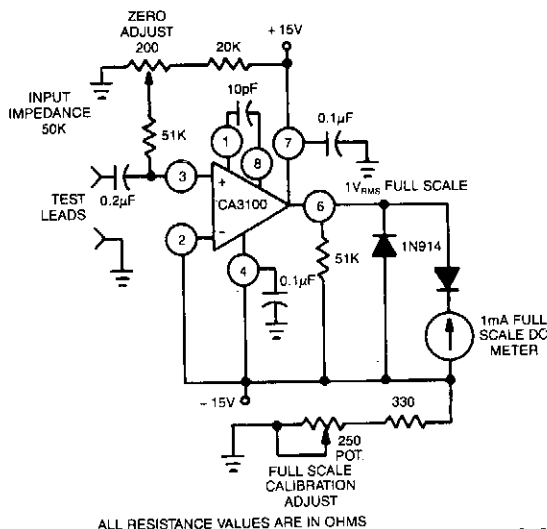 ZERO
ADJUST
200
20K
+ 15V
INPUT
IMPEDANCE
50K
51K
10pF
1
8
7
0.1µF
0.2µF
3
+
CA3100
6
1VRMS FULL SCALE
TEST
LEADS
2
−
4
0.1µF
51K
1N914
1mA FULL
SCALE DC
METER
− 15V
330
250
POT.
FULL SCALE
CALIBRATION
ADJUST
ALL RESISTANCE VALUES ARE IN OHMS